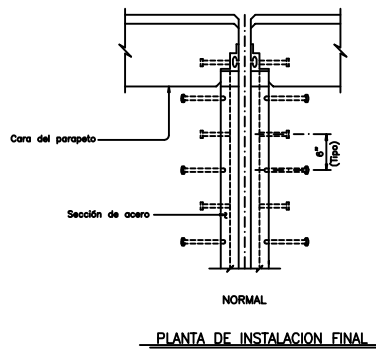 Cara del parapeto
6"
(Tipo)
Sección de acero
NORMAL
PLANTA DE INSTALACION FINAL